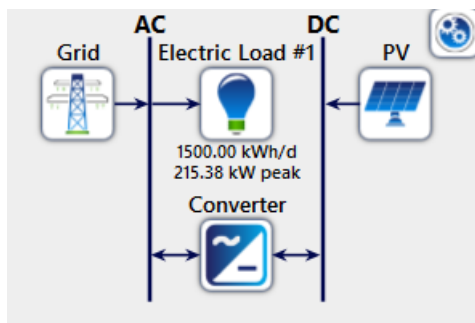 AC DC
Grid Electric Load #1 PV
1500.00 kWh/d
215.38 kW peak
Converter